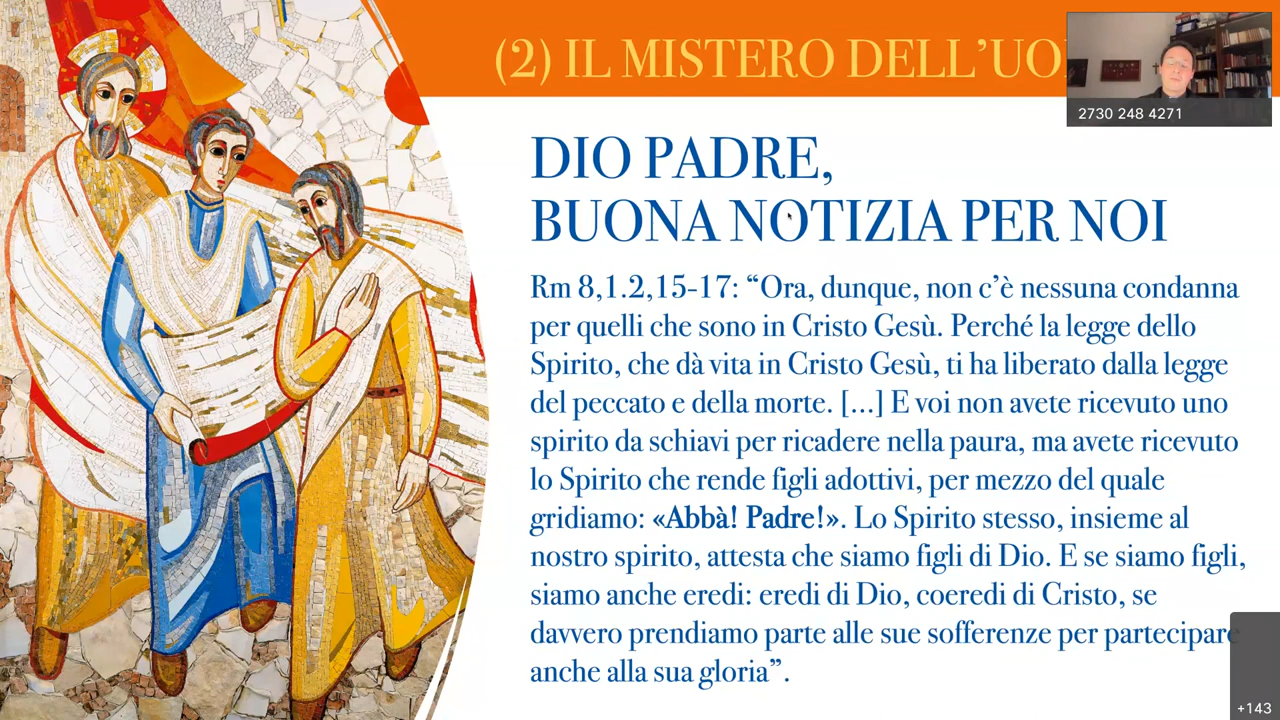 (2) IL MISTERO DELL’UO
2730 248 4271
DIO PADRE,
BUONA NOTIZIA PER NOI
Rm 8,1.2,15-17: “Ora, dunque, non c’è nessuna condanna
per quelli che sono in Cristo Gesù. Perché la legge dello
Spirito, che dà vita in Cristo Gesù, ti ha liberato dalla legge
del peccato e della morte. [...] E voi non avete ricevuto uno
spirito da schiavi per ricadere nella paura, ma avete ricevuto
lo Spirito che rende figli adottivi, per mezzo del quale
gridiamo: «Abbà! Padre!». Lo Spirito stesso, insieme al
nostro spirito, attesta che siamo figli di Dio. E se siamo figli,
siamo anche eredi: eredi di Dio, coeredi di Cristo, se
davvero prendiamo parte alle sue sofferenze per partecipare
anche alla sua gloria”.
+143